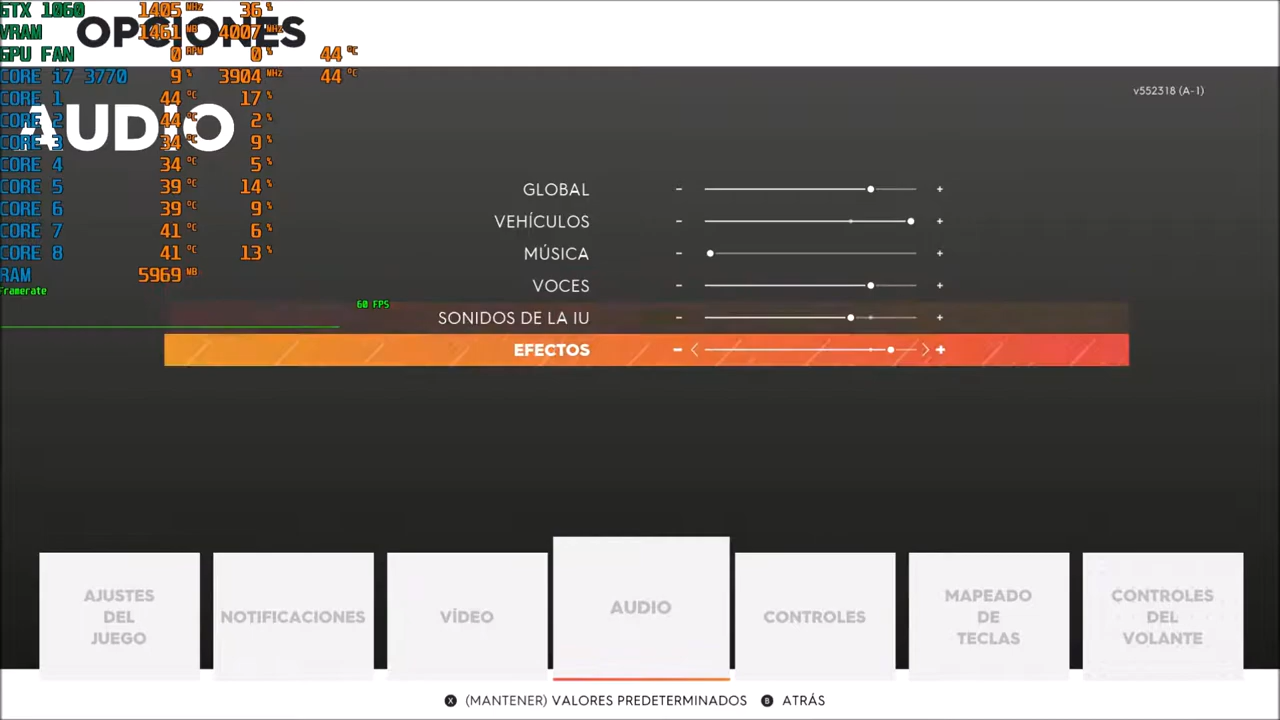 OPCIONES
AUDIO
GTX 1060 1405 MHz 36 %
VRAM 1461 MB 4007 MHz
GPU FAN 0 RPM 0 % 44 °C
CORE i7 3770 9 % 3904 MHz 44 °C
CORE 1 44 °C 17 %
CORE 2 44 °C 2 %
CORE 3 34 °C 9 %
CORE 4 34 °C 5 %
CORE 5 39 °C 14 %
CORE 6 39 °C 9 %
CORE 7 41 °C 6 %
CORE 8 41 °C 13 %
RAM 5969 MB
Framerate
60 FPS
v552318 (A-1)
GLOBAL - +
VEHÍCULOS - +
MÚSICA - +
VOCES - +
SONIDOS DE LA IU - +
EFECTOS - < > +
AJUSTES
DEL
JUEGO
NOTIFICACIONES
VÍDEO
AUDIO
CONTROLES
MAPEADO
DE
TECLAS
CONTROLES
DEL
VOLANTE
X (MANTENER) VALORES PREDETERMINADOS B ATRÁS